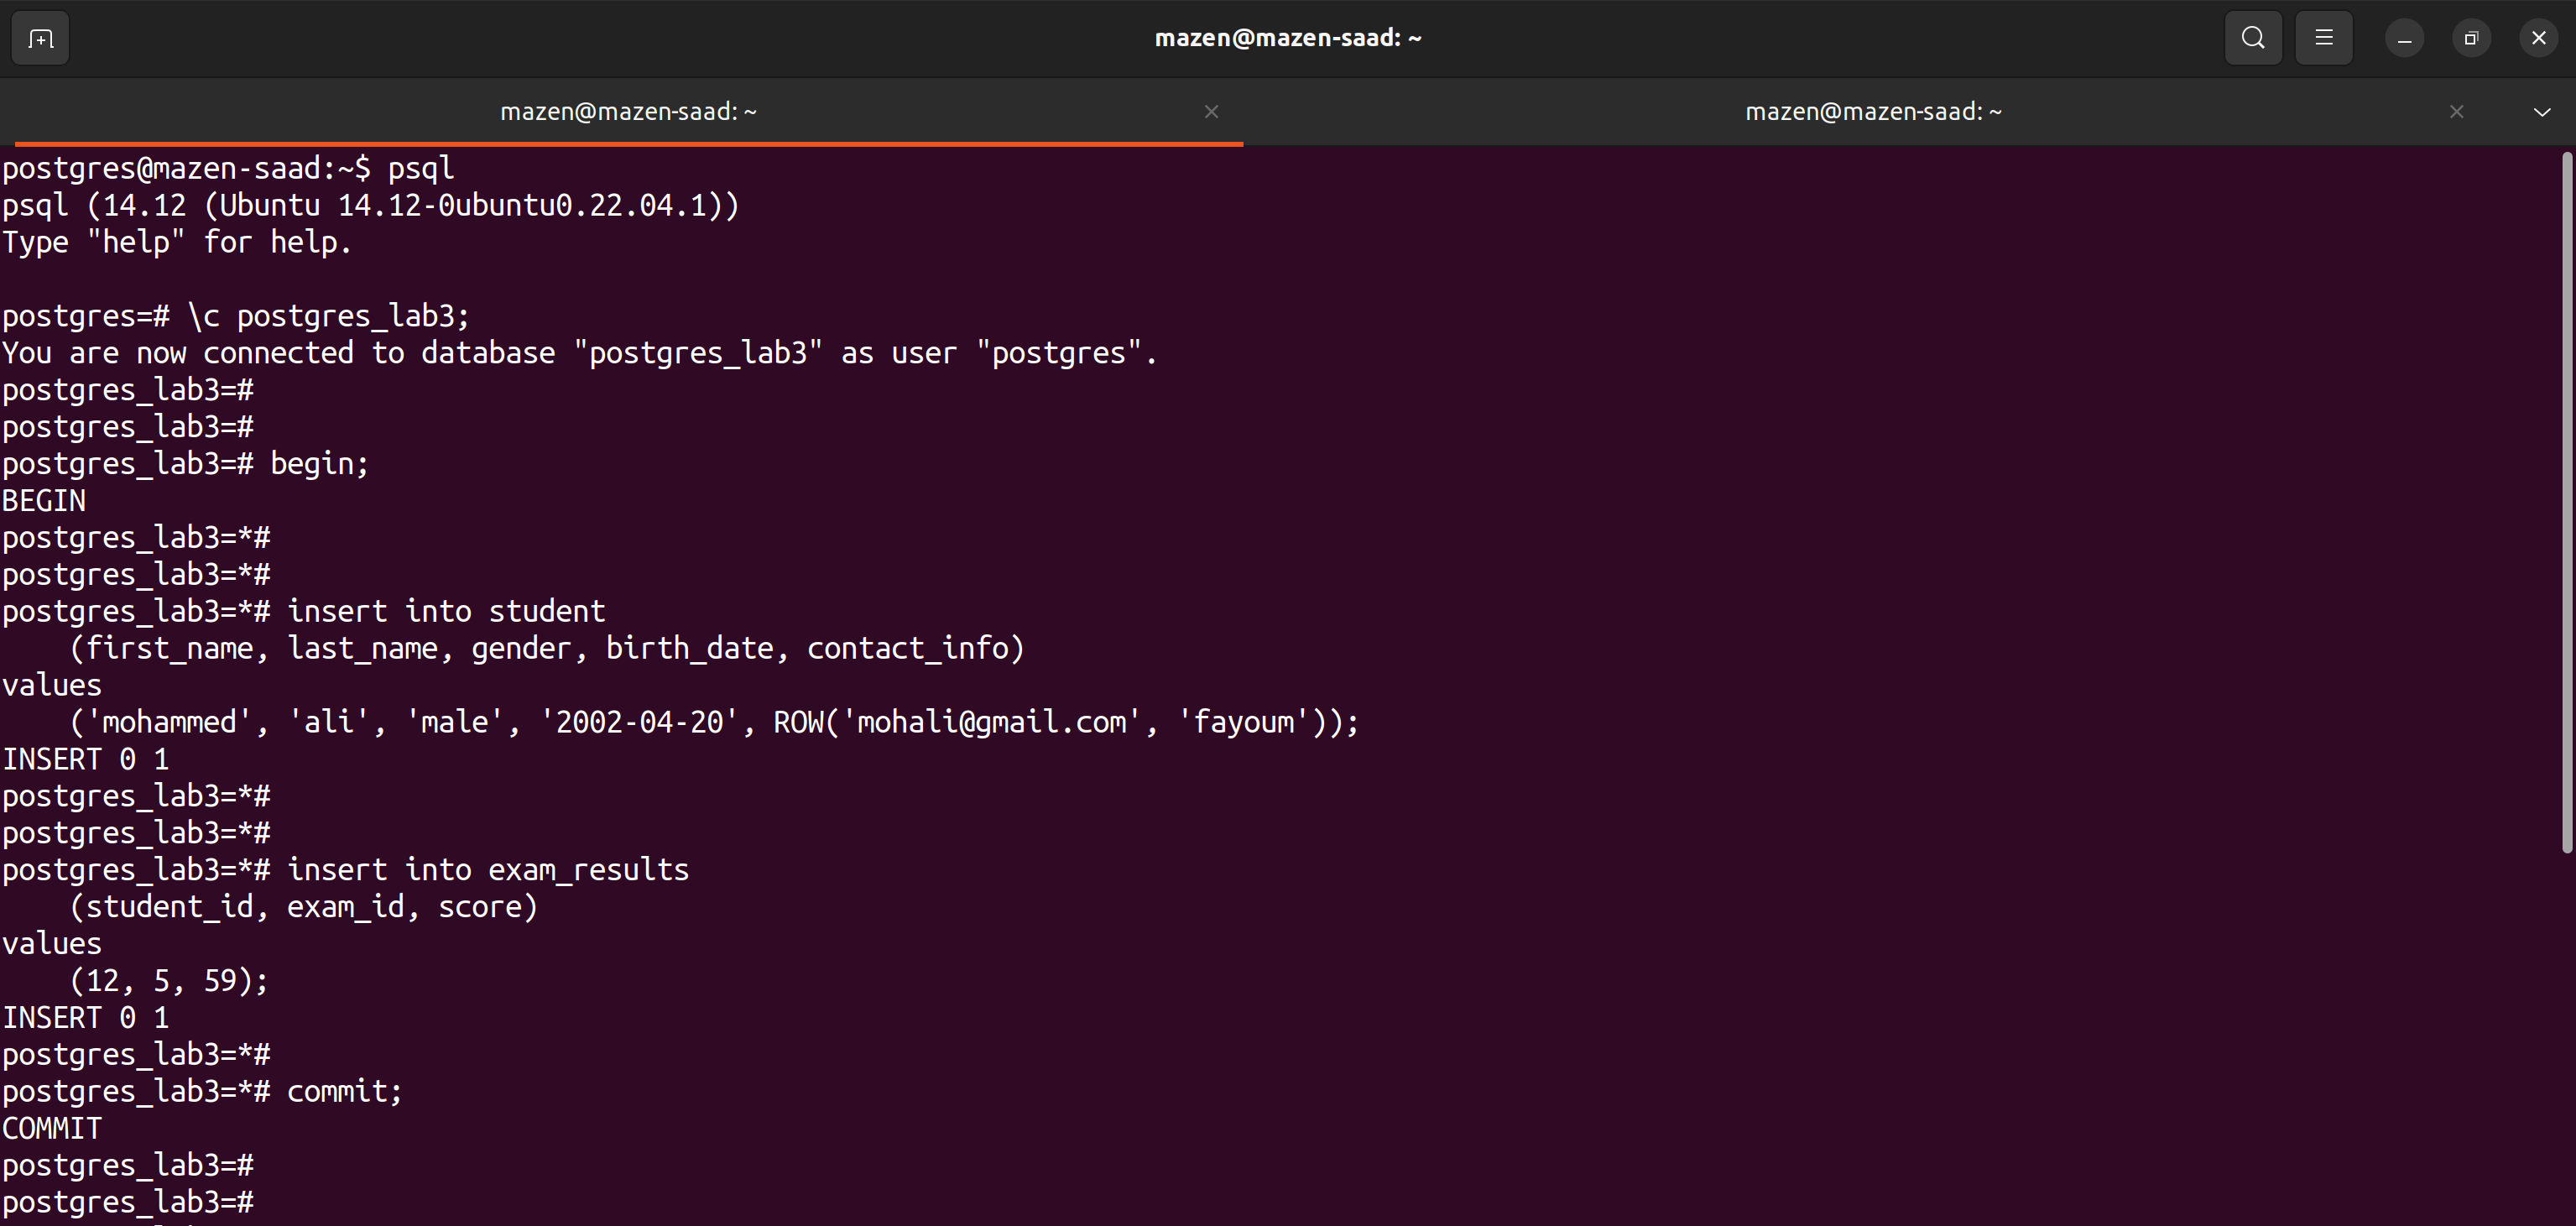 mazen@mazen-saad: ~
mazen@mazen-saad: ~
mazen@mazen-saad: ~
postgres@mazen-saad:~$ psql
psql (14.12 (Ubuntu 14.12-0ubuntu0.22.04.1))
Type "help" for help.
postgres=# \c postgres_lab3;
You are now connected to database "postgres_lab3" as user "postgres".
postgres_lab3=#
postgres_lab3=#
postgres_lab3=# begin;
BEGIN
postgres_lab3=*#
postgres_lab3=*#
postgres_lab3=*# insert into student
    (first_name, last_name, gender, birth_date, contact_info)
values
    ('mohammed', 'ali', 'male', '2002-04-20', ROW('mohali@gmail.com', 'fayoum'));
INSERT 0 1
postgres_lab3=*#
postgres_lab3=*#
postgres_lab3=*# insert into exam_results
    (student_id, exam_id, score)
values
    (12, 5, 59);
INSERT 0 1
postgres_lab3=*#
postgres_lab3=*# commit;
COMMIT
postgres_lab3=#
postgres_lab3=#